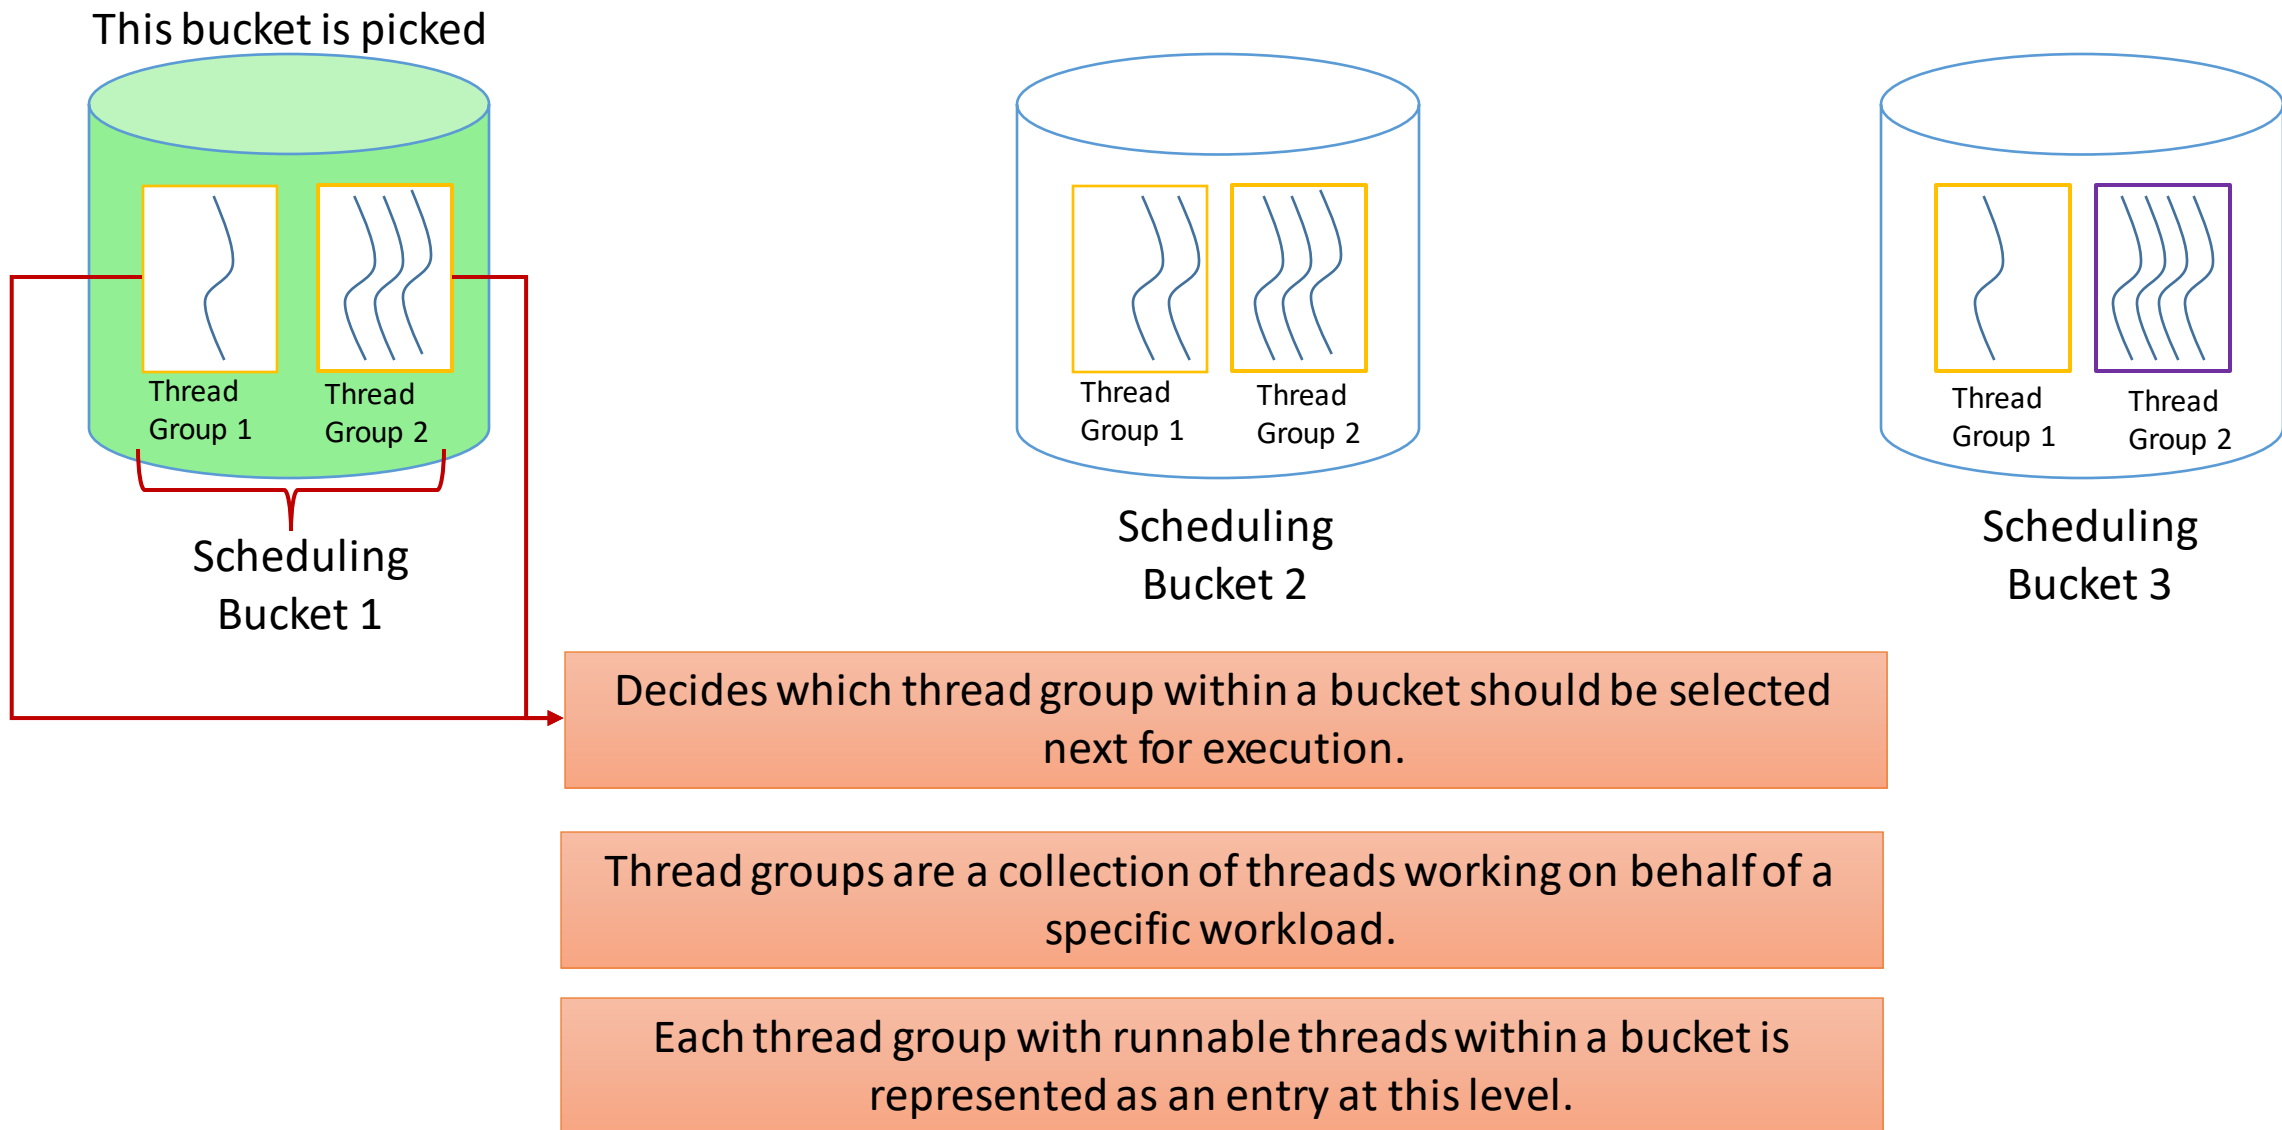 This bucket is picked
Thread
Group 1
Thread
Group 2
Scheduling
Bucket 1
Thread
Group 1
Thread
Group 2
Scheduling
Bucket 2
Thread
Group 1
Thread
Group 2
Scheduling
Bucket 3
Decides which thread group within a bucket should be selected
next for execution.
Thread groups are a collection of threads working on behalf of a
specific workload.
Each thread group with runnable threads within a bucket is
represented as an entry at this level.